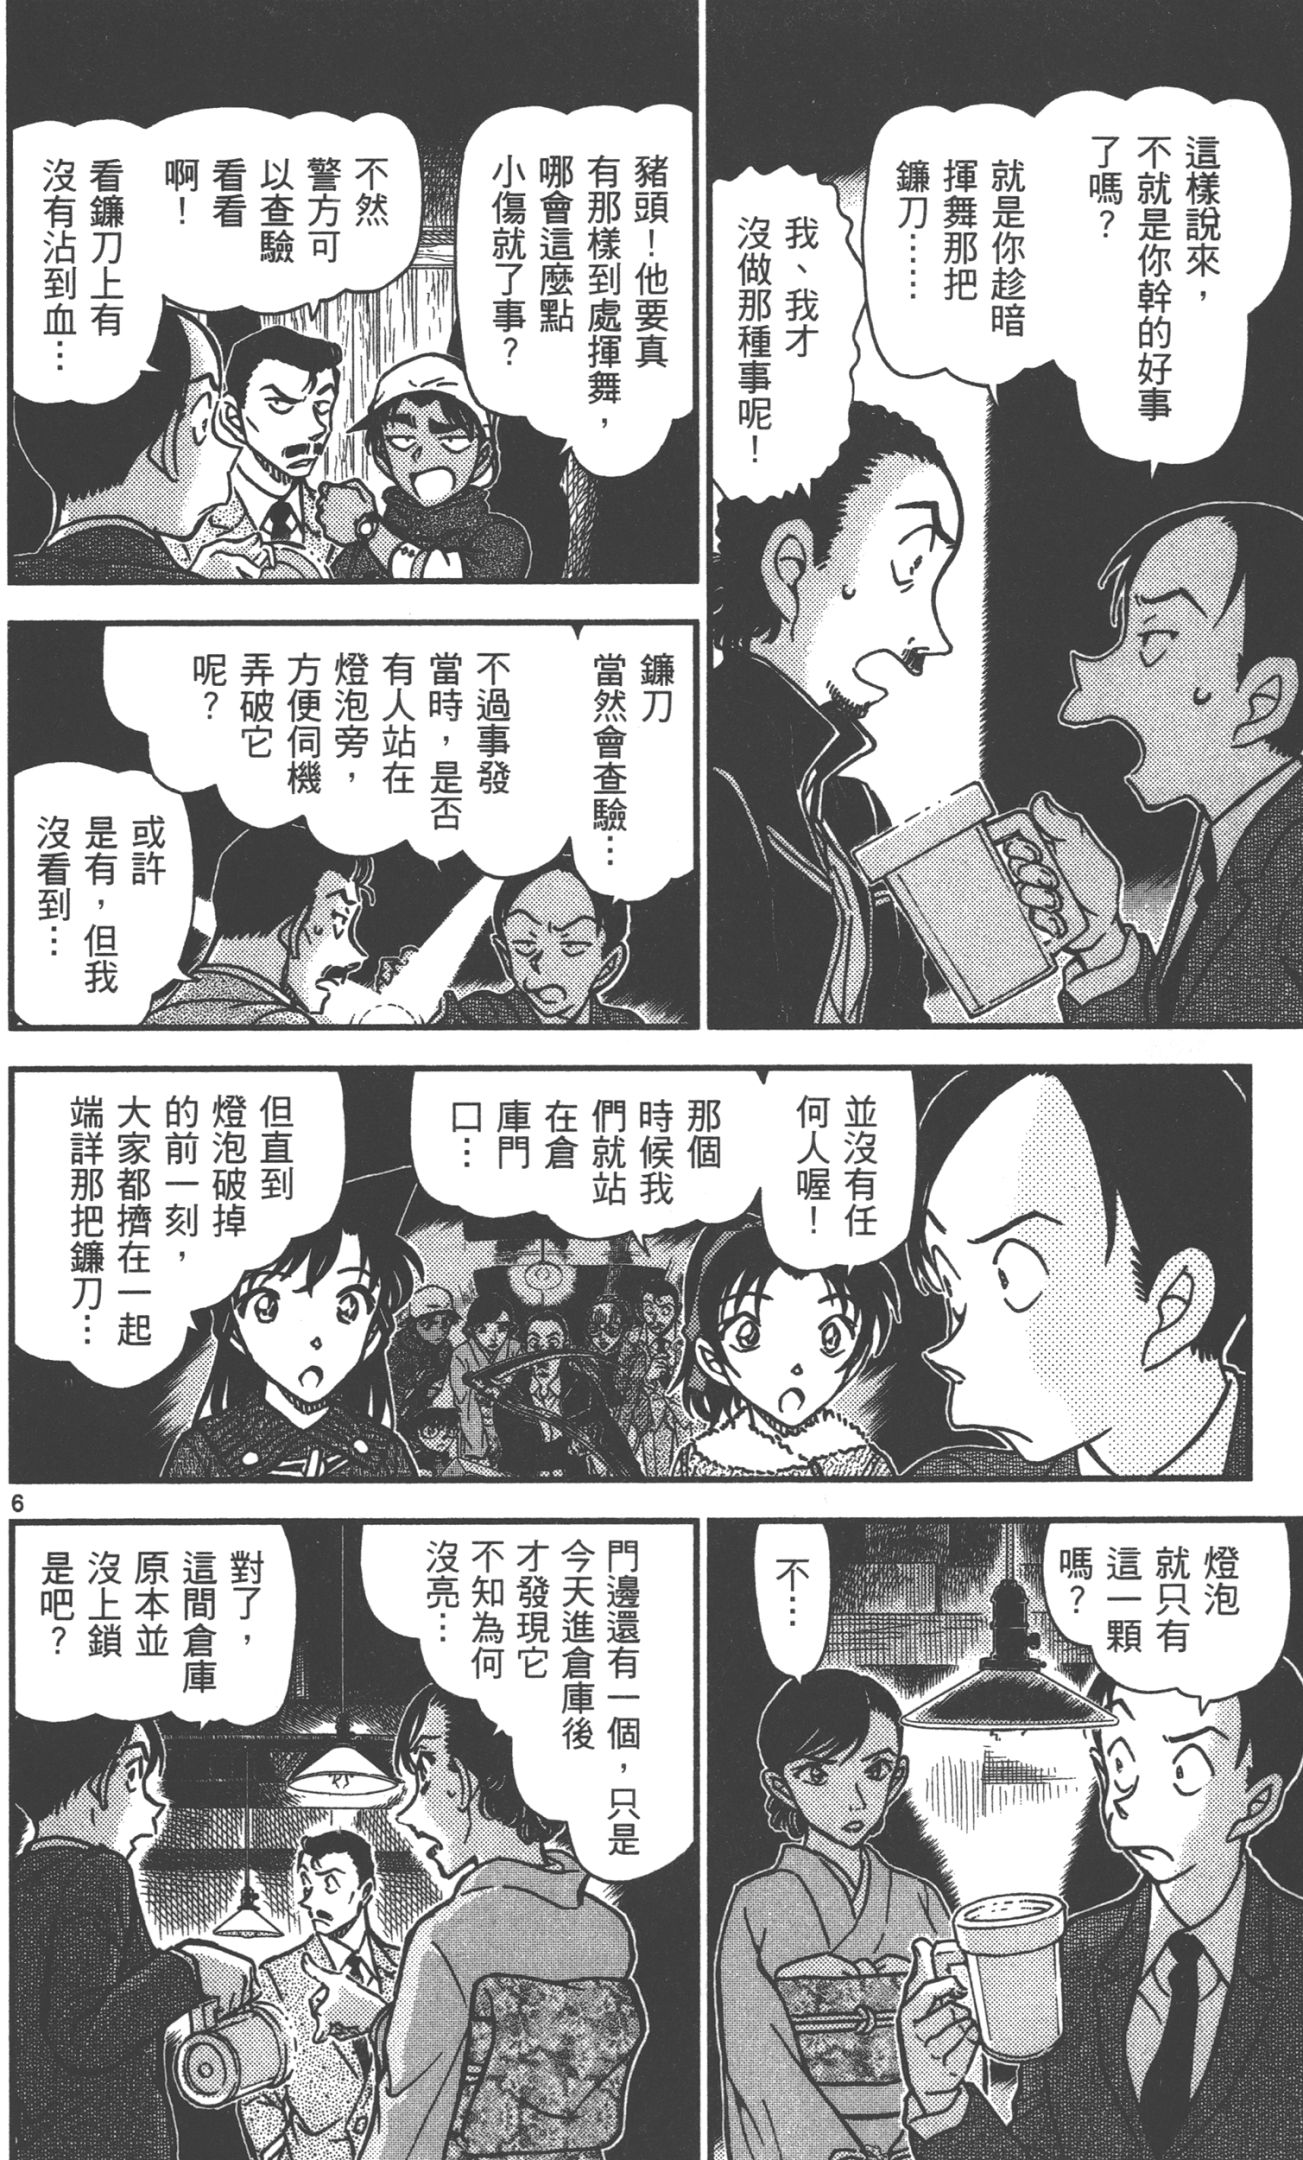 這樣說來，
不就是你幹的好事
了嗎？
就是你趁暗
揮舞那把
鐮刀……
我、我才
沒做那種事呢！
豬頭！他要真
有那樣到處揮舞，
哪會這麼點
小傷就了事？
不然
警方可
以查驗
看看
啊！
看鐮刀上有
沒有沾到血…
鐮刀
當然會查驗…
不過事發
當時，是否
有人站在
燈泡旁，
方便伺機
弄破它
呢？
或許
是有，但我
沒看到…
並沒有任
何人喔！
那個
時候我
們就站
在倉
庫門
口…
但直到
燈泡破掉
的前一刻，
大家都擠在一起
端詳那把鐮刀…
6
燈泡
就只有
這一顆
嗎？
不…
門邊還有一個，只是
今天進倉庫後
才發現它
不知為何
沒亮…
對了，
這間倉庫
原本並
沒上鎖
是吧？